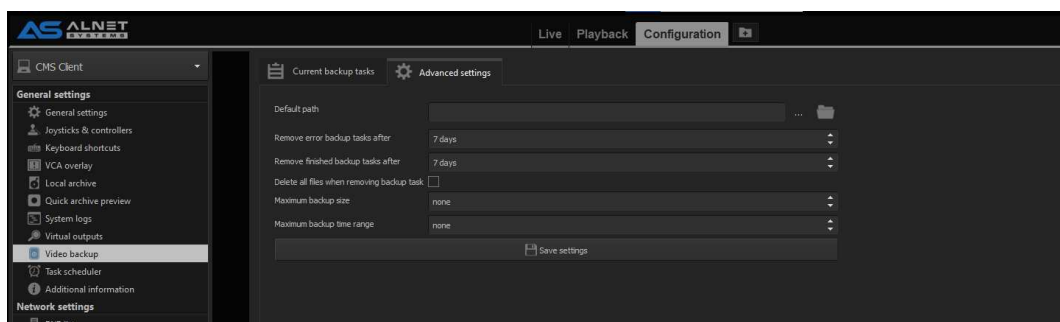 AS ALNET
SYSTEMS
Live Playback Configuration
CMS Client
General settings
General settings
Joysticks & controllers
Keyboard shortcuts
VCA overlay
Local archive
Quick archive preview
System logs
Virtual outputs
Video backup
Task scheduler
Additional information
Network settings
Current backup tasks
Advanced settings
Default path ...
Remove error backup tasks after 7 days
Remove finished backup tasks after 7 days
Delete all files when removing backup task
Maximum backup size none
Maximum backup time range none
Save settings